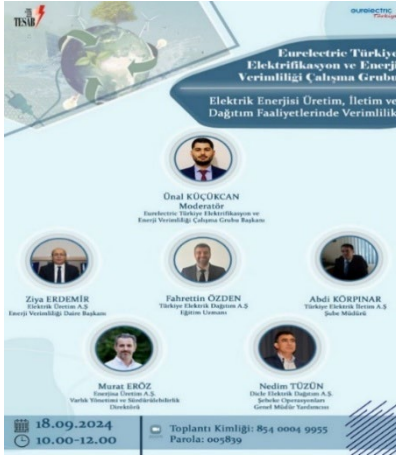 TESAB
eurelectric
Türkiye
Eurelectric Türkiye
Elektrifikasyon ve Enerji
Verimliliği Çalışma Grubu
Elektrik Enerjisi Üretim, İletim ve
Dağıtım Faaliyetlerinde Verimlilik
Ünal KÜÇÜKCAN
Moderatör
Eurelectric Türkiye Elektrifikasyon ve
Enerji Verimliliği Çalışma Grubu Başkanı
Ziya ERDEMİR
Elektrik Üretim A.Ş
Enerji Verimliliği Daire Başkanı
Fahrettin ÖZDEN
Türkiye Elektrik Dağıtım A.Ş
Eğitim Uzmanı
Abdi KÖRPINAR
Türkiye Elektrik İletim A.Ş
Şube Müdürü
Murat ERÖZ
Enerjisa Üretim A.Ş.
Varlık Yönetimi ve Sürdürülebilirlik
Direktörü
Nedim TÜZÜN
Dicle Elektrik Dağıtım A.Ş.
Şebeke Operasyonları
Genel Müdür Yardımcısı
18.09.2024
10.00-12.00
Toplantı Kimliği: 854 0004 9955
Parola: 005839